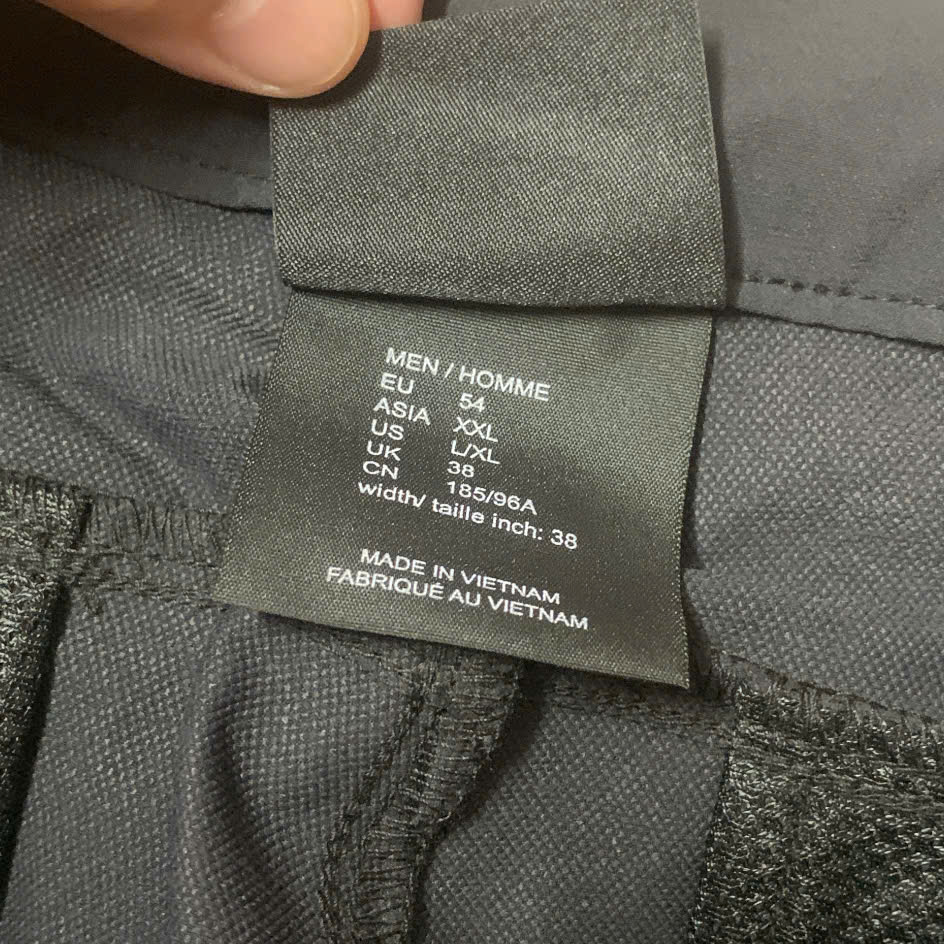 MEN / HOMME
EU 54
ASIA XXL
US L/XL
UK 38
CN 185/96A
width/ taille inch: 38
MADE IN VIETNAM
FABRIQUÉ AU VIETNAM